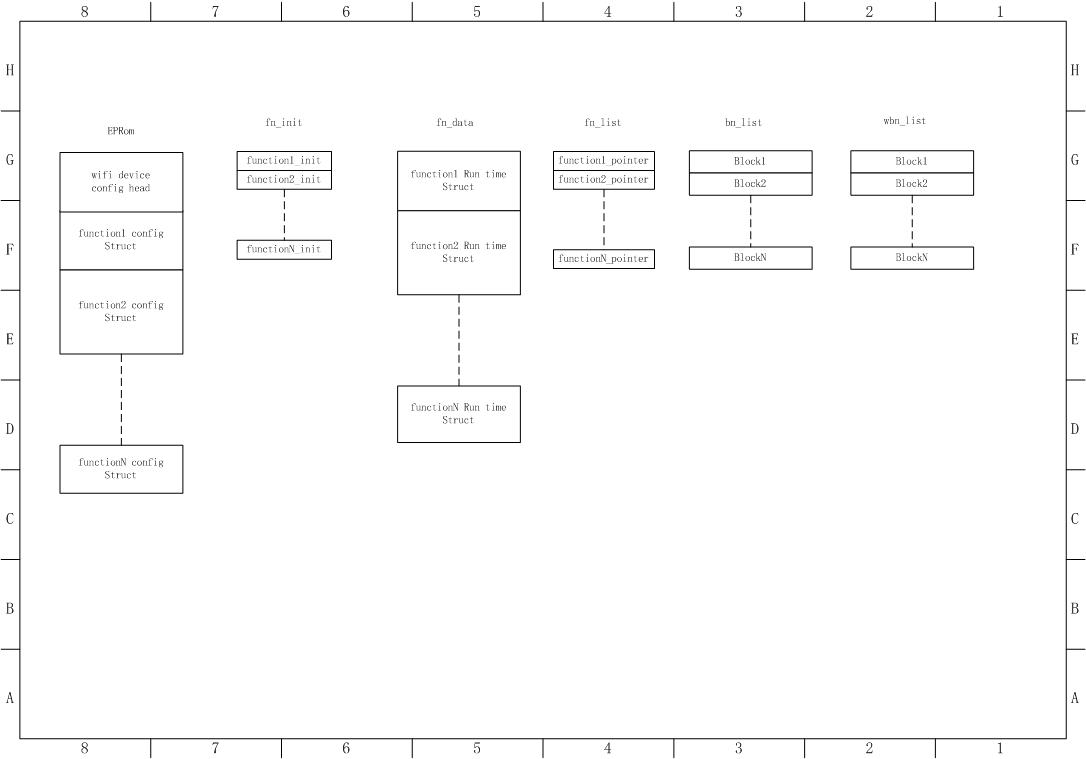 8 7 6 5 4 3 2 1
H H
EPRom
fn_init
fn_data
fn_list
bn_list
wbn_list
G G
wifi device
config head
function1 config
Struct
function2 config
Struct
functionN config
Struct
function1_init
function2_init
functionN_init
function1 Run time
Struct
function2 Run time
Struct
functionN Run time
Struct
function1_pointer
function2_pointer
functionN_pointer
Block1
Block2
BlockN
Block1
Block2
BlockN
F F
E E
D D
C C
B B
A A
8 7 6 5 4 3 2 1